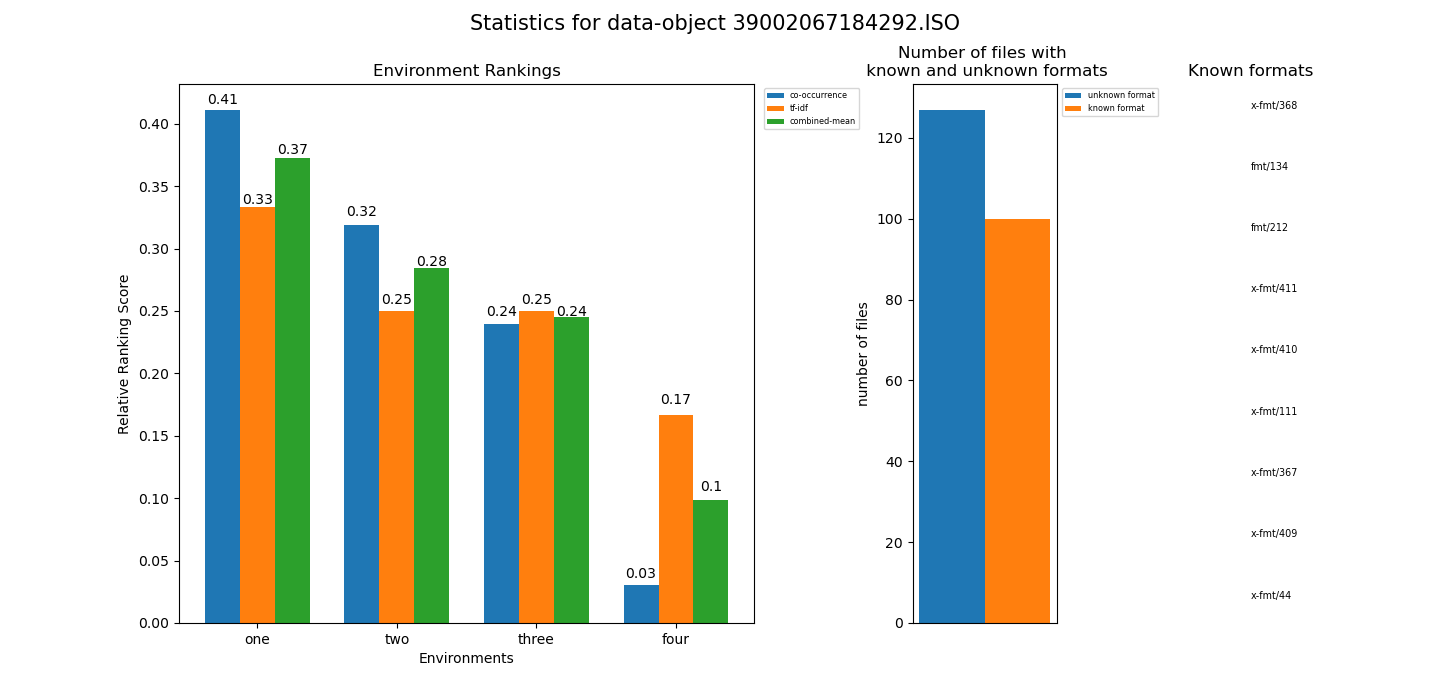 Statistics for data-object 39002067184292.ISO
Environment Rankings
0.41
0.33
0.37
0.32
0.25
0.28
0.24
0.25
0.24
0.03
0.17
0.1
0.40
0.35
0.30
0.25
0.20
0.15
0.10
0.05
0.00
Relative Ranking Score
one two three four
Environments
co-occurrence
tf-idf
combined-mean
Number of files with
known and unknown formats
120
100
80
60
40
20
0
number of files
unknown format
known format
Known formats
x-fmt/368
fmt/134
fmt/212
x-fmt/411
x-fmt/410
x-fmt/111
x-fmt/367
x-fmt/409
x-fmt/44